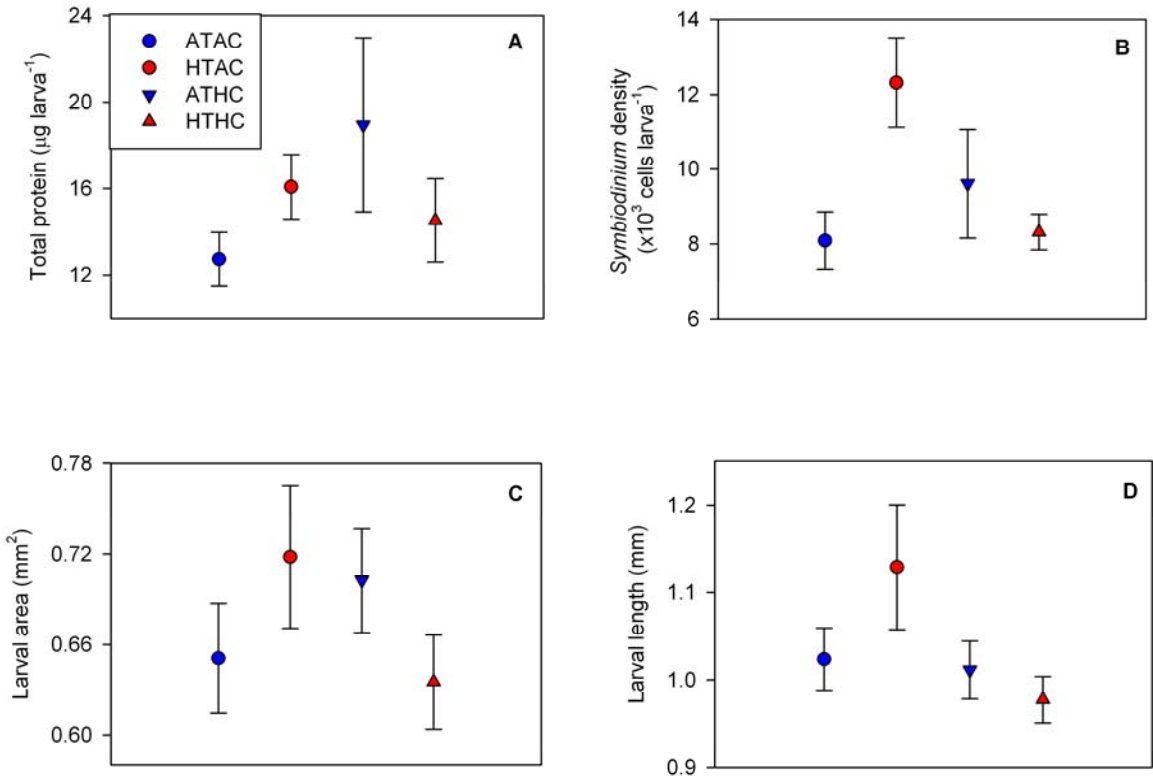 24
20
16
12
Total protein (μg larva⁻¹)
A
ATAC
HTAC
ATHC
HTHC
14
12
10
8
6
Symbiodinium density
(x10³ cells larva⁻¹)
B
0.78
0.72
0.66
0.60
Larval area (mm²)
C
1.2
1.1
1.0
0.9
Larval length (mm)
D